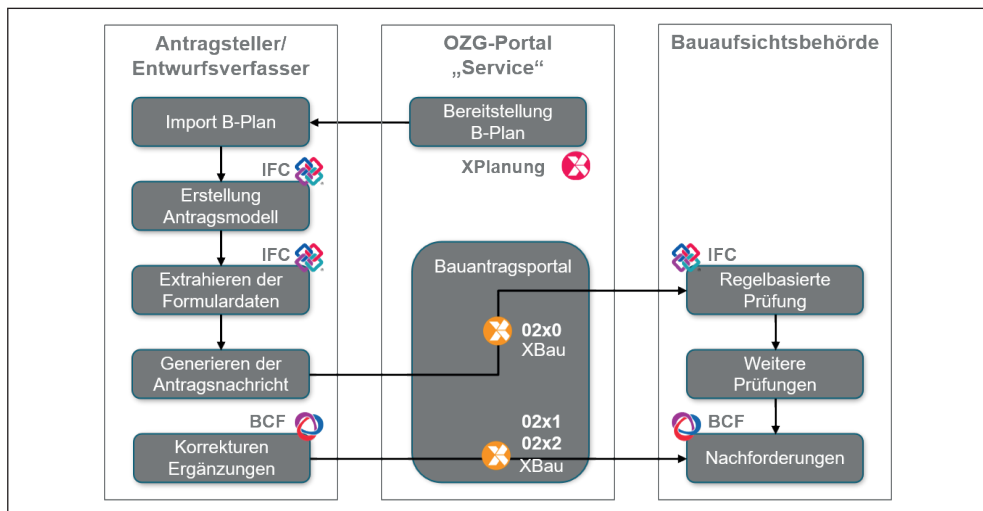 Antragsteller/
Entwurfsverfasser
OZG-Portal
„Service“
Bauaufsichtsbehörde
Import B-Plan
Bereitstellung
B-Plan
XPlanung
IFC
Erstellung
Antragsmodell
IFC
Extrahieren der
Formulardaten
Generieren der
Antragsnachricht
BCF
Korrekturen
Ergänzungen
Bauantragsportal
02x0
XBau
02x1
02x2
XBau
IFC
Regelbasierte
Prüfung
Weitere
Prüfungen
BCF
Nachforderungen